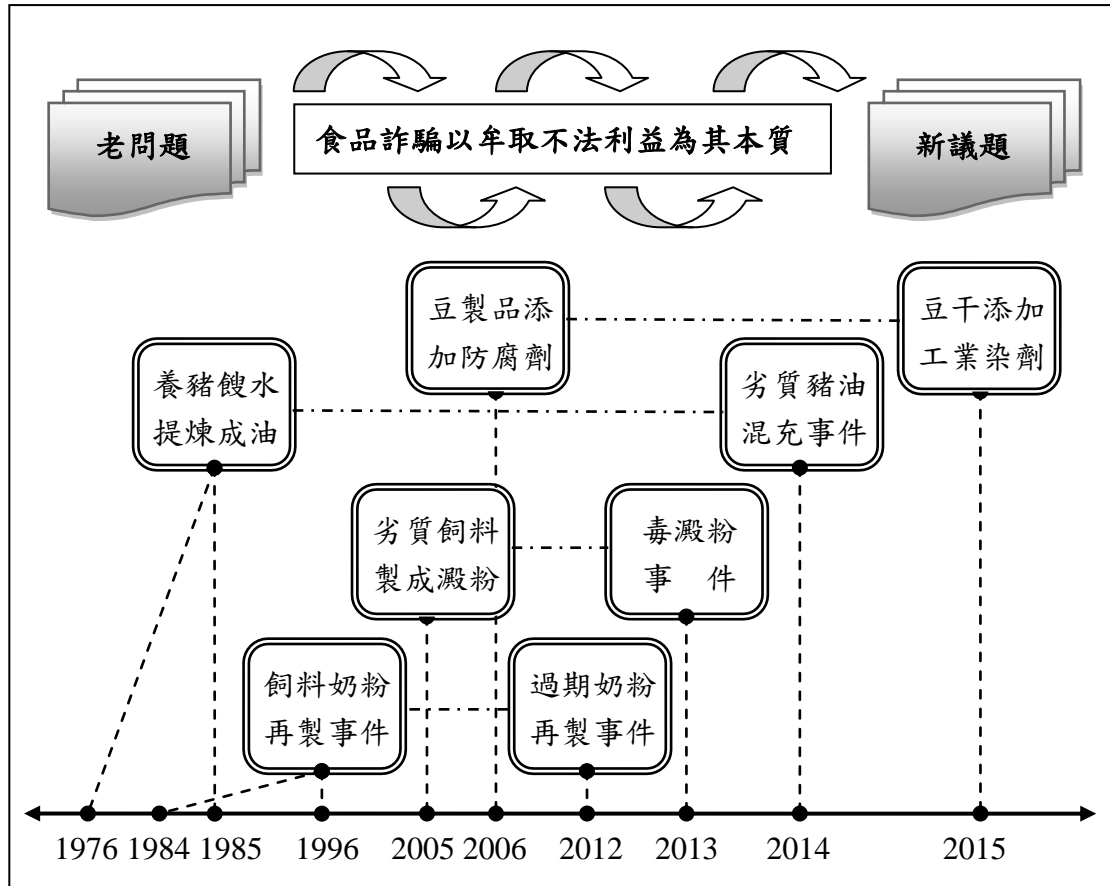 老問題
食品詐騙以牟取不法利益為其本質
新議題
豆製品添
加防腐劑
豆干添加
工業染劑
養豬餿水
提煉成油
劣質豬油
混充事件
劣質飼料
製成澱粉
毒澱粉
事 件
飼料奶粉
再製事件
過期奶粉
再製事件
1976 1984 1985 1996 2005 2006 2012 2013 2014 2015